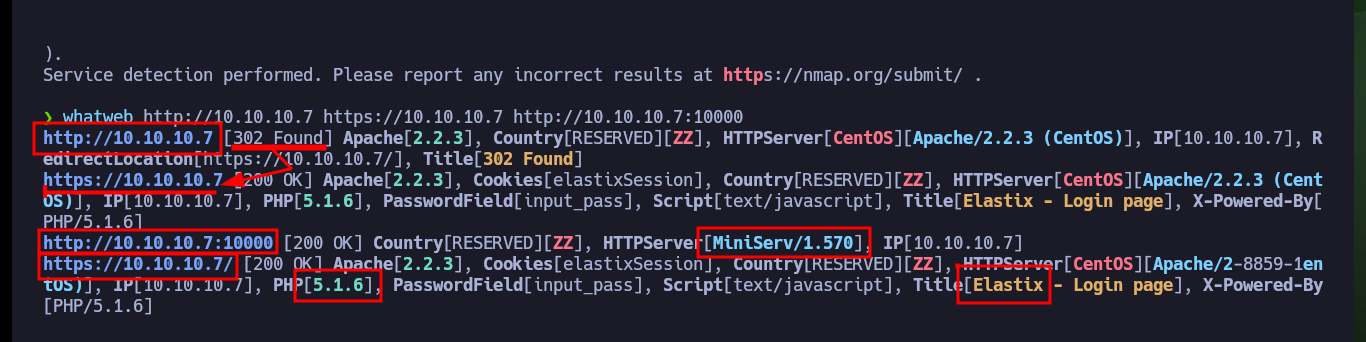 ).
Service detection performed. Please report any incorrect results at https://nmap.org/submit/ .
❯ whatweb http://10.10.10.7 https://10.10.10.7 http://10.10.10.7:10000
http://10.10.10.7 [302 Found] Apache[2.2.3], Country[RESERVED][ZZ], HTTPServer[CentOS][Apache/2.2.3 (CentOS)], IP[10.10.10.7], R
edirectLocation[https://10.10.10.7/], Title[302 Found]
https://10.10.10.7 [200 OK] Apache[2.2.3], Cookies[elastixSession], Country[RESERVED][ZZ], HTTPServer[CentOS][Apache/2.2.3 (Cent
OS)], IP[10.10.10.7], PHP[5.1.6], PasswordField[input_pass], Script[text/javascript], Title[Elastix - Login page], X-Powered-By[
PHP/5.1.6]
http://10.10.10.7:10000 [200 OK] Country[RESERVED][ZZ], HTTPServer[MiniServ/1.570], IP[10.10.10.7]
https://10.10.10.7/ [200 OK] Apache[2.2.3], Cookies[elastixSession], Country[RESERVED][ZZ], HTTPServer[CentOS][Apache/2-8859-1en
tOS)], IP[10.10.10.7], PHP[5.1.6], PasswordField[input_pass], Script[text/javascript], Title[Elastix - Login page], X-Powered-By
[PHP/5.1.6]